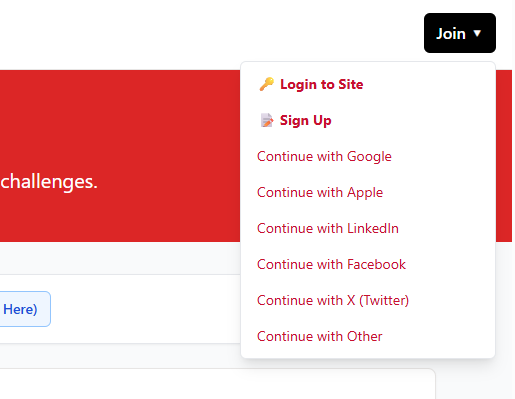 Join ▼
🔑 Login to Site
📝 Sign Up
Continue with Google
challenges.
Continue with Apple
Continue with LinkedIn
Continue with Facebook
Here)
Continue with X (Twitter)
Continue with Other